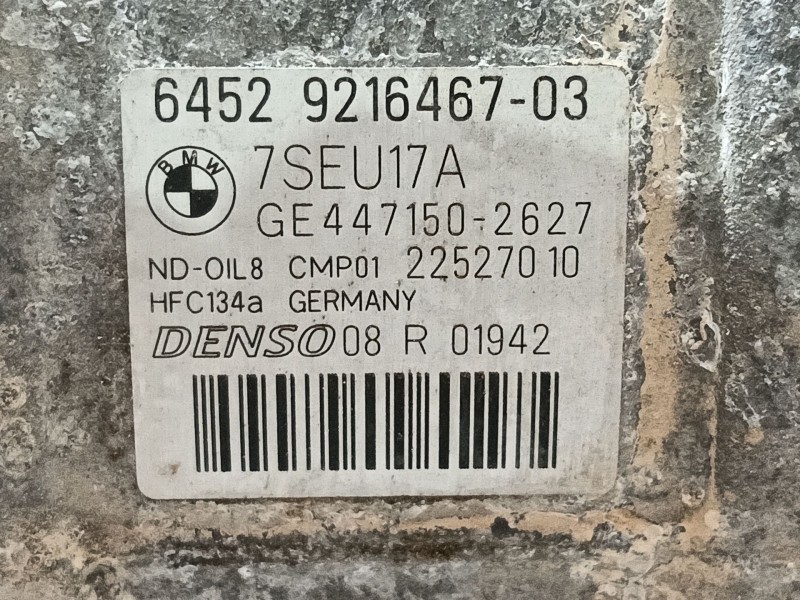 6452 9216467-03
BMW
7SEU17A
GE447150-2627
ND-OIL8 CMP01 22527010
HFC134a GERMANY
DENSO 08 R 01942